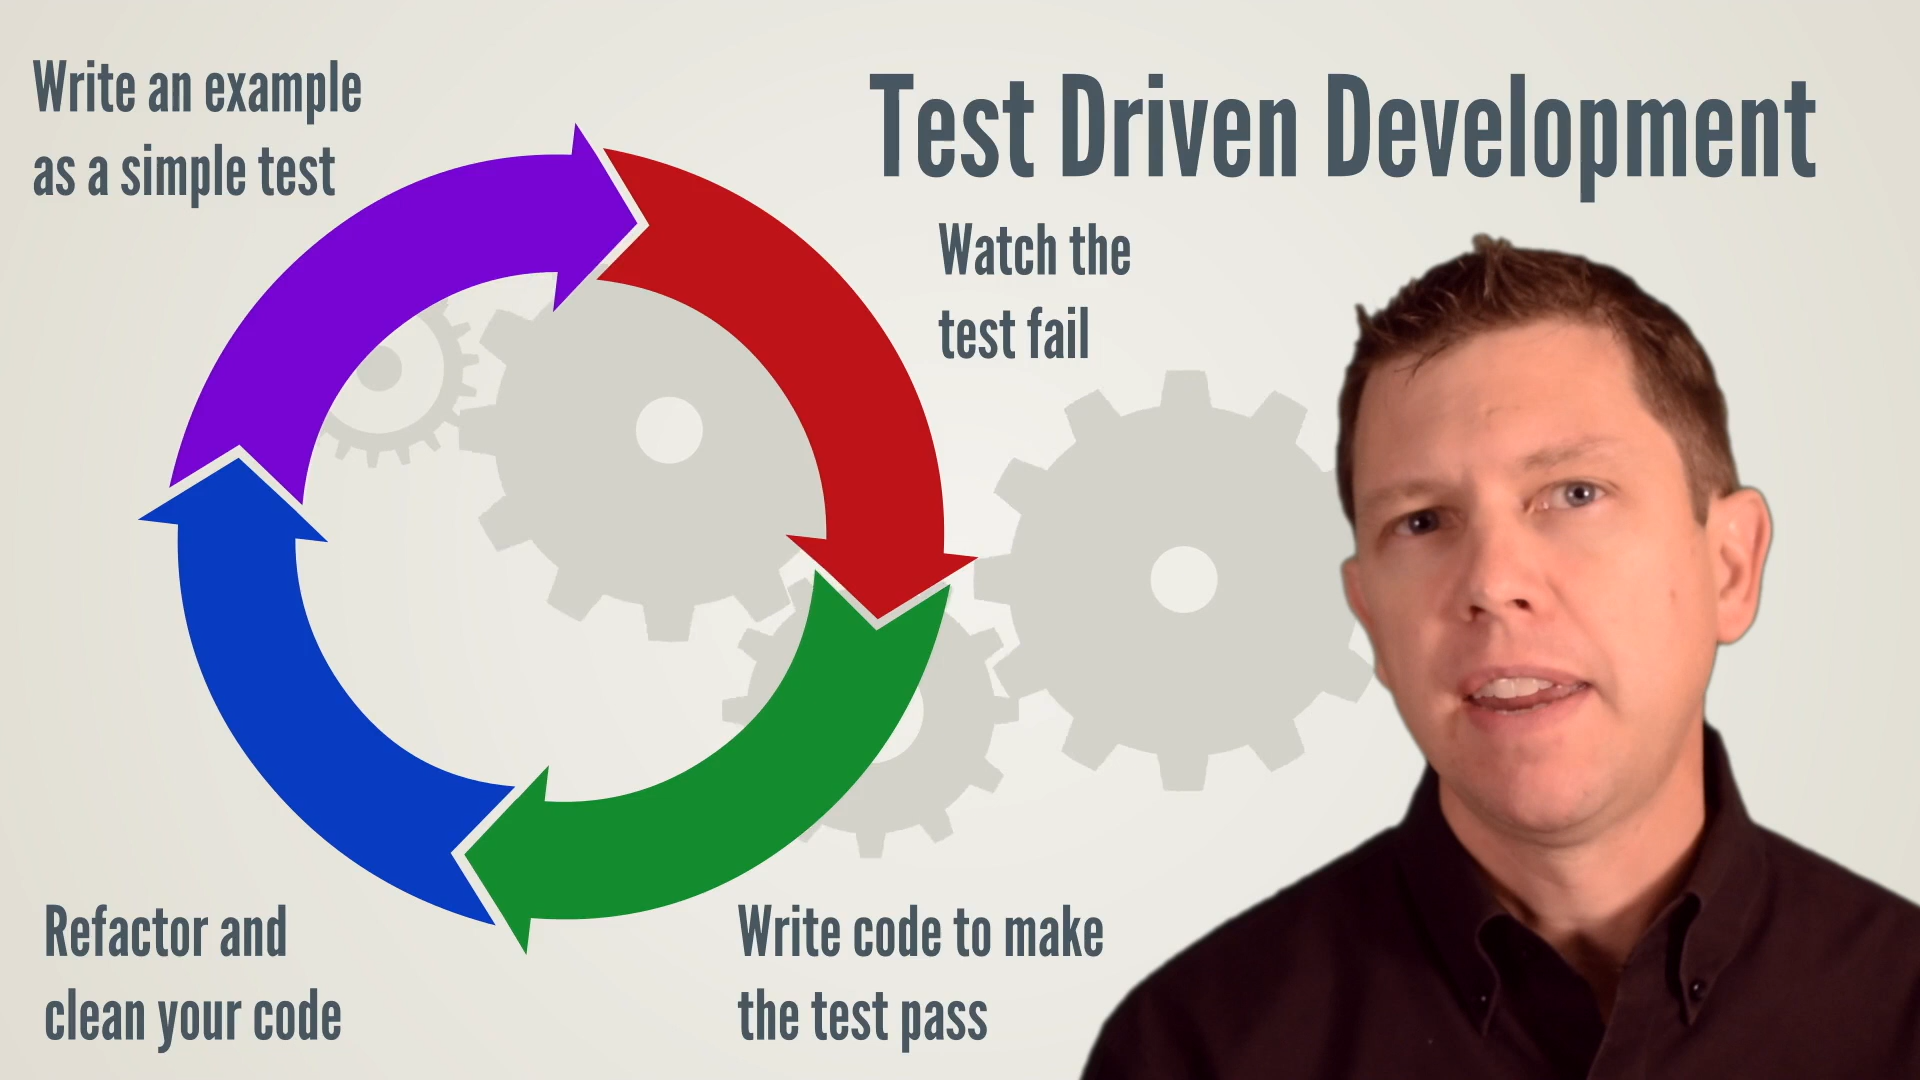 Test Driven Development
Write an example
as a simple test
Watch the
test fail
Write code to make
the test pass
Refactor and
clean your code